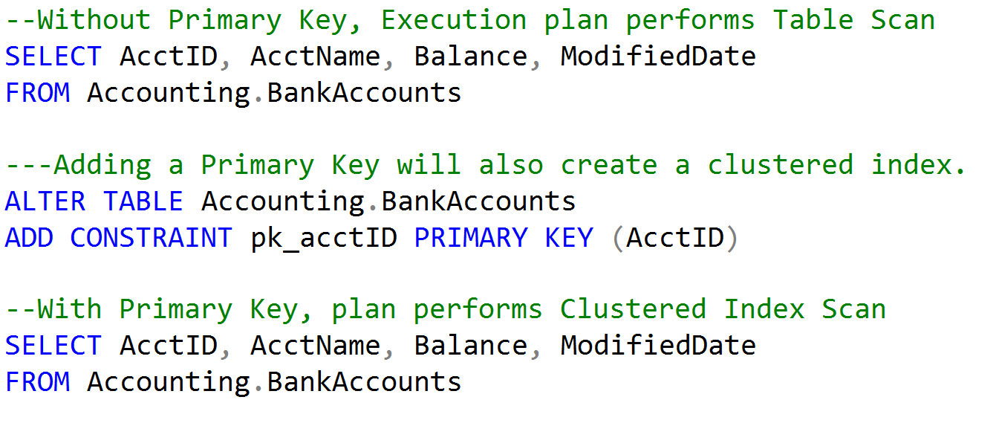 --Without Primary Key, Execution plan performs Table Scan
SELECT AcctID, AcctName, Balance, ModifiedDate
FROM Accounting.BankAccounts
---Adding a Primary Key will also create a clustered index.
ALTER TABLE Accounting.BankAccounts
ADD CONSTRAINT pk_acctID PRIMARY KEY (AcctID)
--With Primary Key, plan performs Clustered Index Scan
SELECT AcctID, AcctName, Balance, ModifiedDate
FROM Accounting.BankAccounts